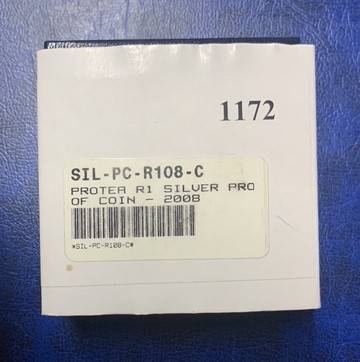 1172
SIL-PC-R108-C
PROTEA R1 SILVER PRO
OF COIN - 2008
*SIL-PC-R108-C*